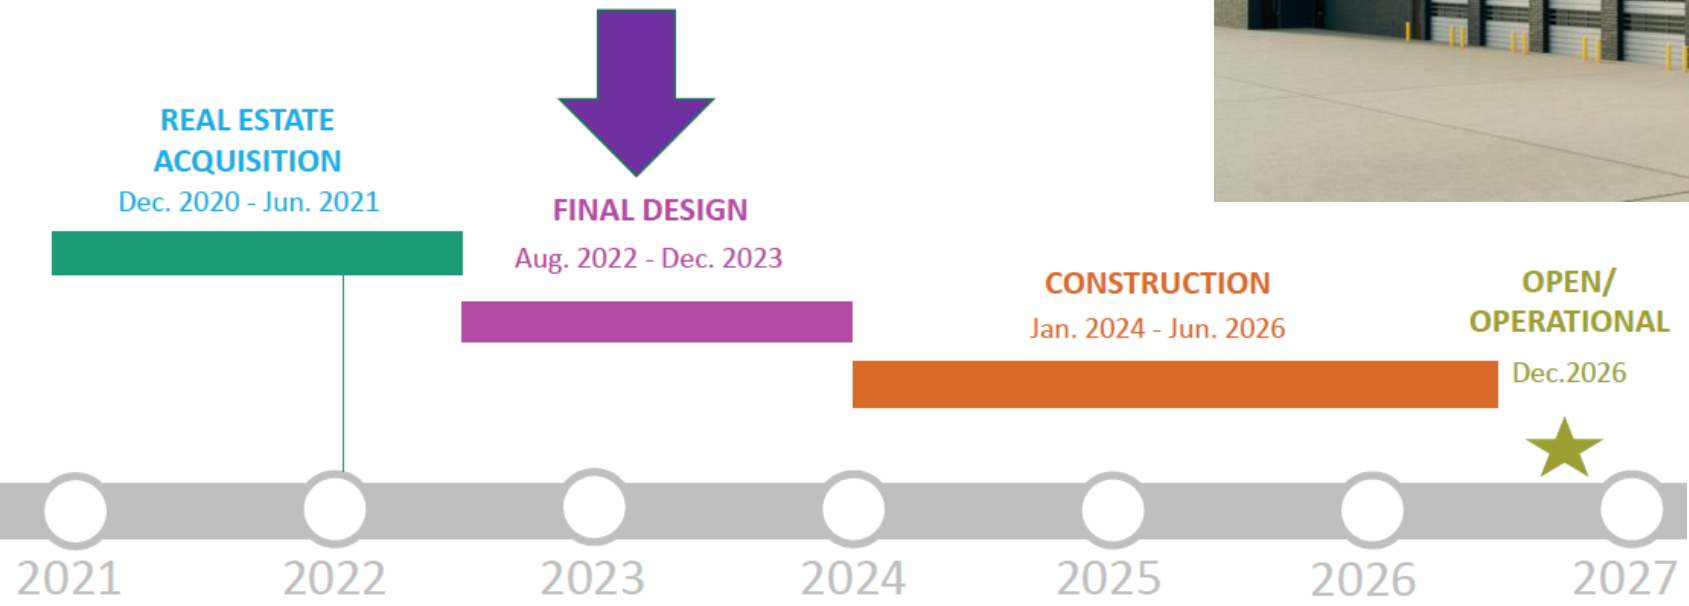 REAL ESTATE
ACQUISITION
Dec. 2020 - Jun. 2021
FINAL DESIGN
Aug. 2022 - Dec. 2023
CONSTRUCTION
Jan. 2024 - Jun. 2026
OPEN/
OPERATIONAL
Dec.2026
2021
2022
2023
2024
2025
2026
2027